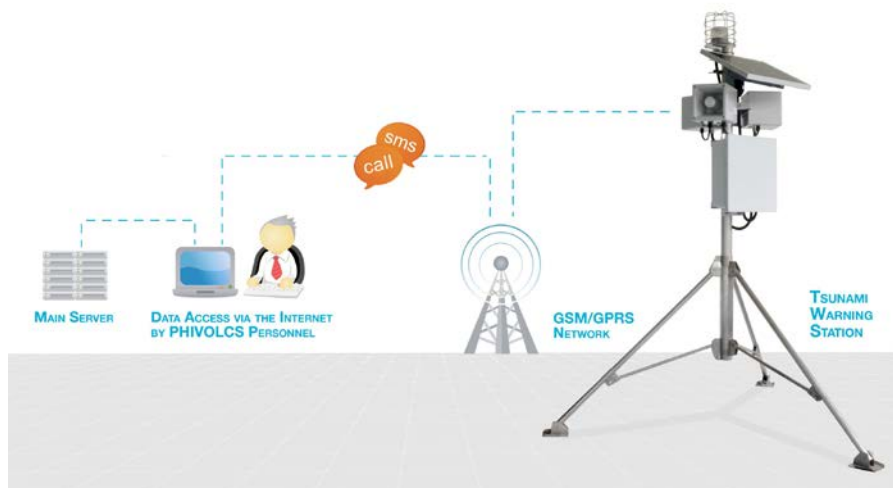 sms
call
MAIN SERVER
DATA ACCESS VIA THE INTERNET
BY PHIVOLCS PERSONNEL
GSM/GPRS
NETWORK
TSUNAMI
WARNING
STATION